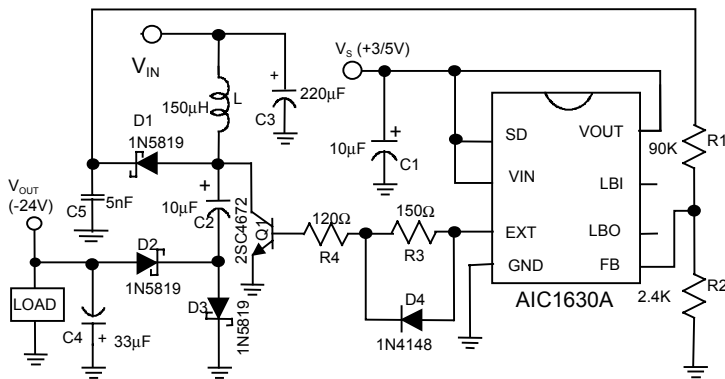 V_IN
150µH
L
+
220µF
C3
V_S (+3/5V)
D1
1N5819
+
10µF
C1
SD
VOUT
VIN
LBI
LBO
EXT
GND
FB
AIC1630A
R1
90K
R2
2.4K
V_OUT
(-24V)
C5
5nF
+
10µF
C2
2SC4672
Q1
120Ω
R4
150Ω
R3
D2
1N5819
D3
1N5819
D4
1N4148
LOAD
C4
+
33µF